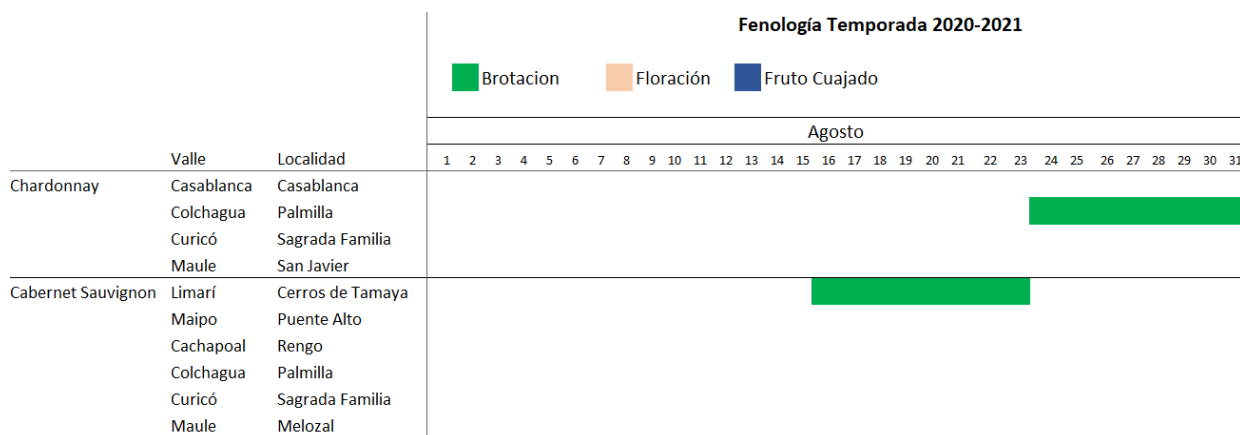 Fenología Temporada 2020-2021
Brotacion Floración Fruto Cuajado
Agosto
Valle Localidad 1 2 3 4 5 6 7 8 9 10 11 12 13 14 15 16 17 18 19 20 21 22 23 24 25 26 27 28 29 30 31
Chardonnay Casablanca Casablanca
Colchagua Palmilla
Curicó Sagrada Familia
Maule San Javier
Cabernet Sauvignon Limarí Cerros de Tamaya
Maipo Puente Alto
Cachapoal Rengo
Colchagua Palmilla
Curicó Sagrada Familia
Maule Melozal